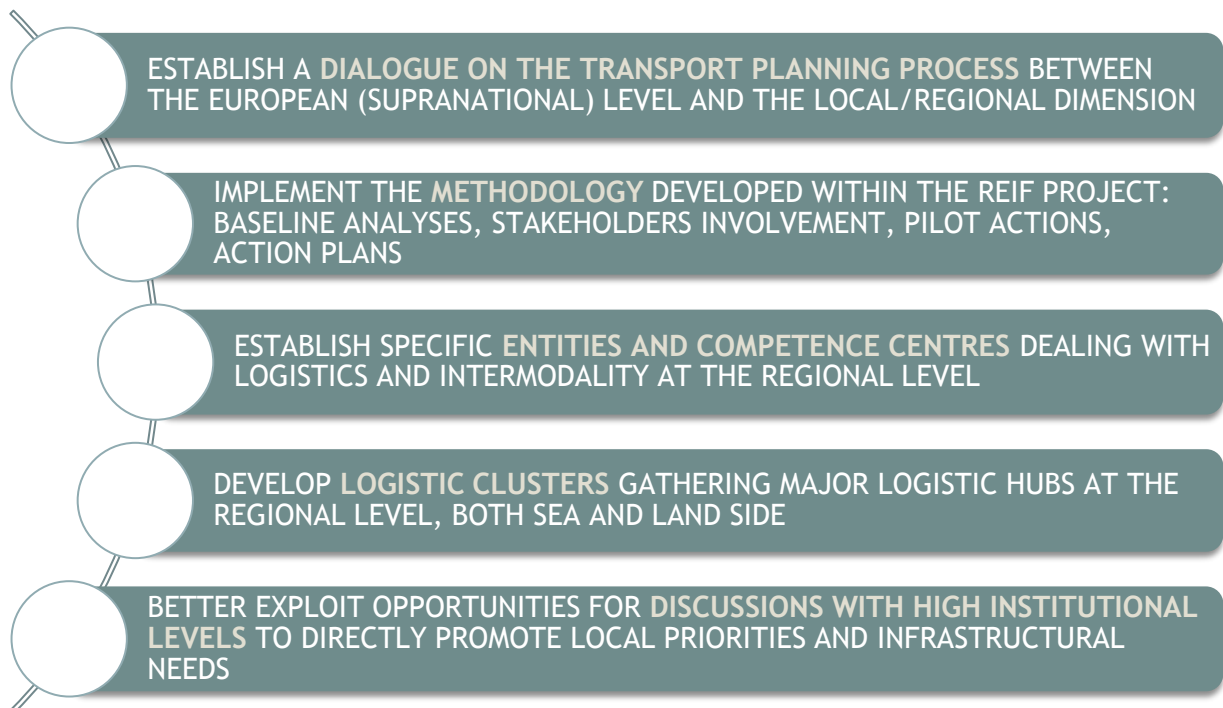 ESTABLISH A DIALOGUE ON THE TRANSPORT PLANNING PROCESS BETWEEN
THE EUROPEAN (SUPRANATIONAL) LEVEL AND THE LOCAL/REGIONAL DIMENSION
IMPLEMENT THE METHODOLOGY DEVELOPED WITHIN THE REIF PROJECT:
BASELINE ANALYSES, STAKEHOLDERS INVOLVEMENT, PILOT ACTIONS,
ACTION PLANS
ESTABLISH SPECIFIC ENTITIES AND COMPETENCE CENTRES DEALING WITH
LOGISTICS AND INTERMODALITY AT THE REGIONAL LEVEL
DEVELOP LOGISTIC CLUSTERS GATHERING MAJOR LOGISTIC HUBS AT THE
REGIONAL LEVEL, BOTH SEA AND LAND SIDE
BETTER EXPLOIT OPPORTUNITIES FOR DISCUSSIONS WITH HIGH INSTITUTIONAL
LEVELS TO DIRECTLY PROMOTE LOCAL PRIORITIES AND INFRASTRUCTURAL
NEEDS